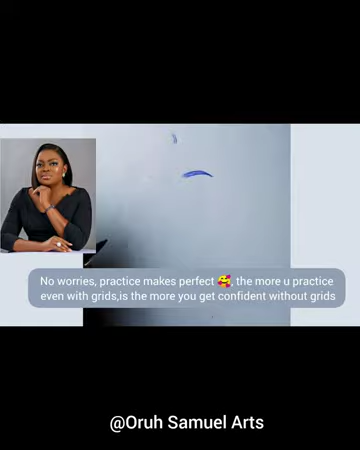 No worries, practice makes perfect 🥰, the more u practice
even with grids,is the more you get confident without grids
@Oruh Samuel Arts